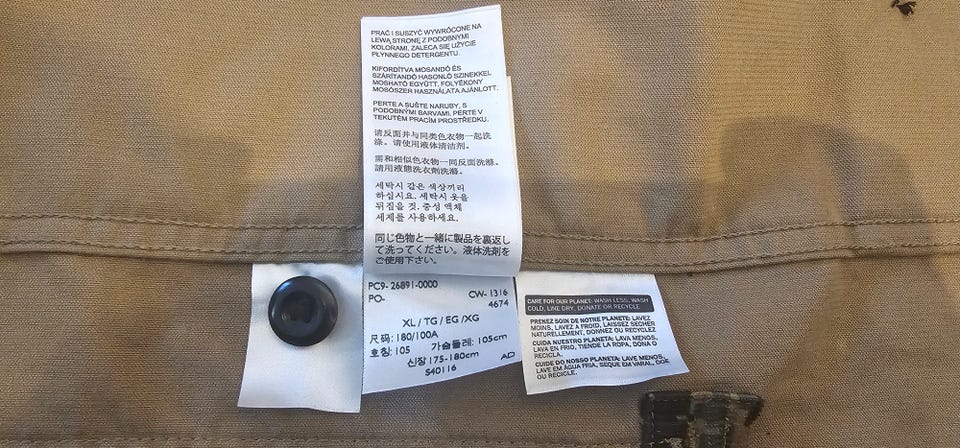 PRAĆ I SUSZYĆ WYWRÓCONE NA
LEWĄ STRONĘ Z PODOBNYMI
KOLORAMI, ZALECA SIĘ UŻYCIE
PŁYNNEGO DETERGENTU.
KIFORDÍTVA MOSANDÓ ÉS
SZÁRÍTANDÓ HASONLÓ SZINEKKEL
MOSHATÓ EGYÜTT, FOLYÉKONY
MOSÓSZER HASZNÁLATA AJÁNLOTT.
PERTE A SUŠTE NARUBY, S
PODOBNÝMI BARVAMI, PERTE V
TEKUTÉM PRACÍM PROSTŘEDKU.
请反面并与同类色衣物一起洗
涤。请使用液体清洁剂。
需和相似色衣物一同反面洗滌。
請用液態洗衣劑洗滌。
세탁시 같은 색상끼리
하십시요. 세탁시 옷을
뒤집을 것. 중성 액체
세제를 사용하세요.
同じ色物と一緒に製品を裏返し
て洗ってください。液体洗剤を
ご使用下さい。
PC9- 26891-0000
PO- CW- 1316
4674
XL / TG / EG /XG
尺码: 180/100A
호칭: 105 가슴둘레: 105cm
신장 175-180cm AD
S40116
CARE FOR OUR PLANET: WASH LESS, WASH
COLD, LINE DRY, DONATE OR RECYCLE.
PRENEZ SOIN DE NOTRE PLANETE: LAVEZ
MOINS, LAVEZ A FROID, LAISSEZ SECHER
NATURELLEMENT, DONNEZ OU RECYCLEZ
CUIDA NUESTRO PLANETA: LAVA MENOS,
LAVA EN FRIO, TIENDE LA ROPA, DONA O
RECICLA.
CUIDE DO NOSSO PLANETA: LAVE MENOS,
LAVE EM ÁGUA FRIA, SEQUE EM VARAL, DOE
OU RECICLE.